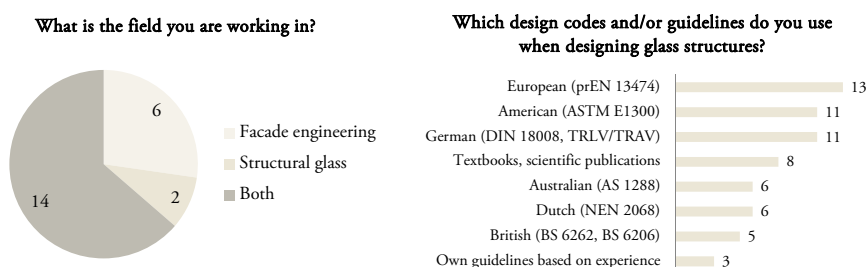 What is the field you are working in?
6
2
14
Facade engineering
Structural glass
Both
Which design codes and/or guidelines do you use
when designing glass structures?
European (prEN 13474) 13
American (ASTM E1300) 11
German (DIN 18008, TRLV/TRAV) 11
Textbooks, scientific publications 8
Australian (AS 1288) 6
Dutch (NEN 2068) 6
British (BS 6262, BS 6206) 5
Own guidelines based on experience 3